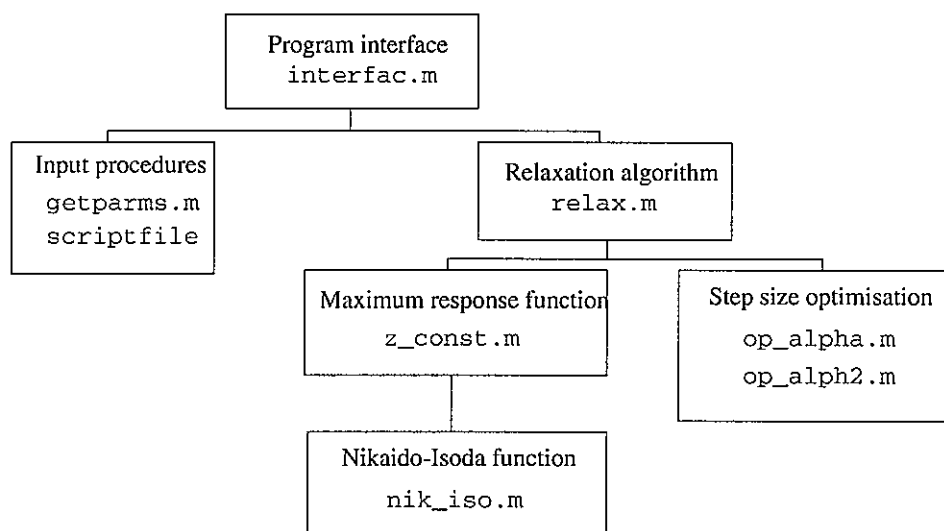 Program interface
interfac.m
Input procedures
getparms.m
scriptfile
Relaxation algorithm
relax.m
Maximum response function
z_const.m
Step size optimisation
op_alpha.m
op_alph2.m
Nikaido-Isoda function
nik_iso.m